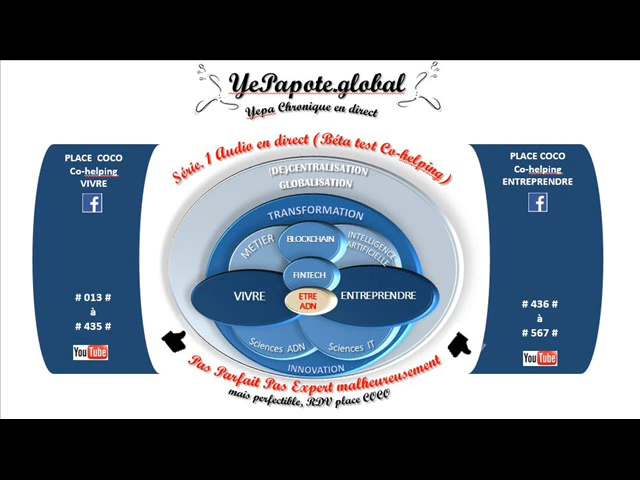 YePapote.global
Yepa Chronique en direct
Série, 1 Audio en direct (Béta test Co-helping)
(DE)CENTRALISATION
GLOBALISATION
TRANSFORMATION
METIER
BLOCKCHAIN
INTELLIGENCE
ARTIFICIELLE
FINTECH
VIVRE
ETRE
ADN
ENTREPRENDRE
Sciences ADN
Sciences IT
INNOVATION
Pas Parfait Pas Expert malheureusement
mais perfectible, RDV place COCO
PLACE COCO
Co-helping
VIVRE
f
# 013 #
à
# 435 #
YouTube
PLACE COCO
Co-helping
ENTREPRENDRE
f
# 436 #
à
# 567 #
YouTube